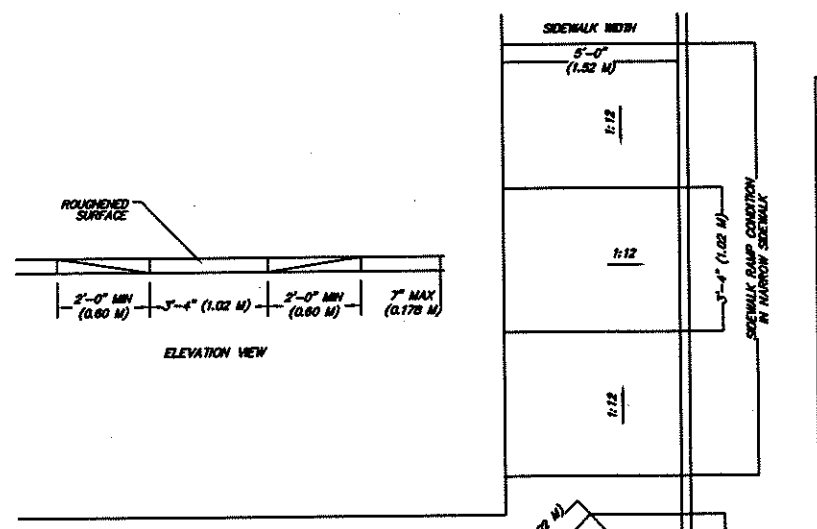 SIDEWALK WIDTH
5'-0"
(1.52 M)
1:12
ROUGHENED
SURFACE
1:12
3'-4" (1.02 M)
SIDEWALK RAMP CONDITION
IN NARROW SIDEWALK
2'-0" MIN
(0.60 M)
3'-4" (1.02 M)
2'-0" MIN
(0.60 M)
7" MAX
(0.178 M)
ELEVATION VIEW
1:12
M)